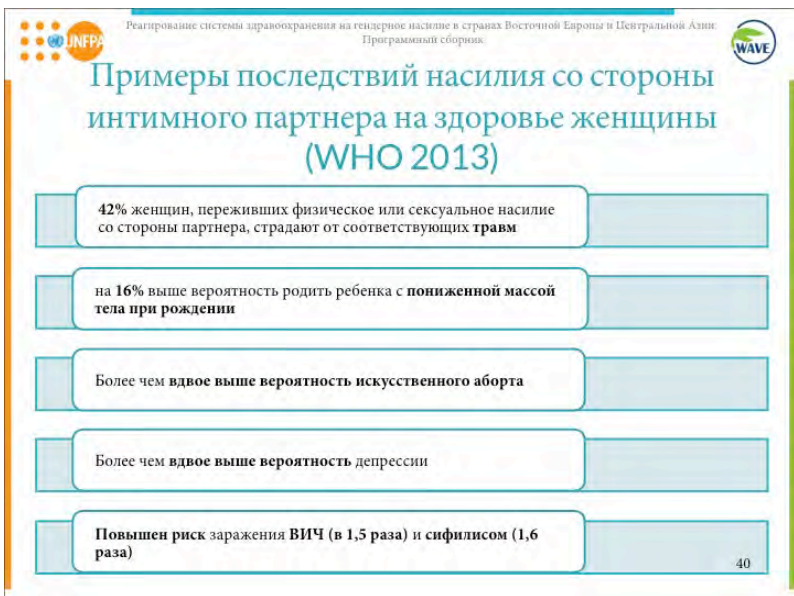 Реагирование системы здравоохранения на гендерное насилие в странах Восточной Европы и Центральной Азии:
Программный сборник
UNFPA
WAVE
Примеры последствий насилия со стороны
интимного партнера на здоровье женщины
(WHO 2013)
42% женщин, переживших физическое или сексуальное насилие
со стороны партнера, страдают от соответствующих травм
на 16% выше вероятность родить ребенка с пониженной массой
тела при рождении
Более чем вдвое выше вероятность искусственного аборта
Более чем вдвое выше вероятность депрессии
Повышен риск заражения ВИЧ (в 1,5 раза) и сифилисом (1,6
раза)
40